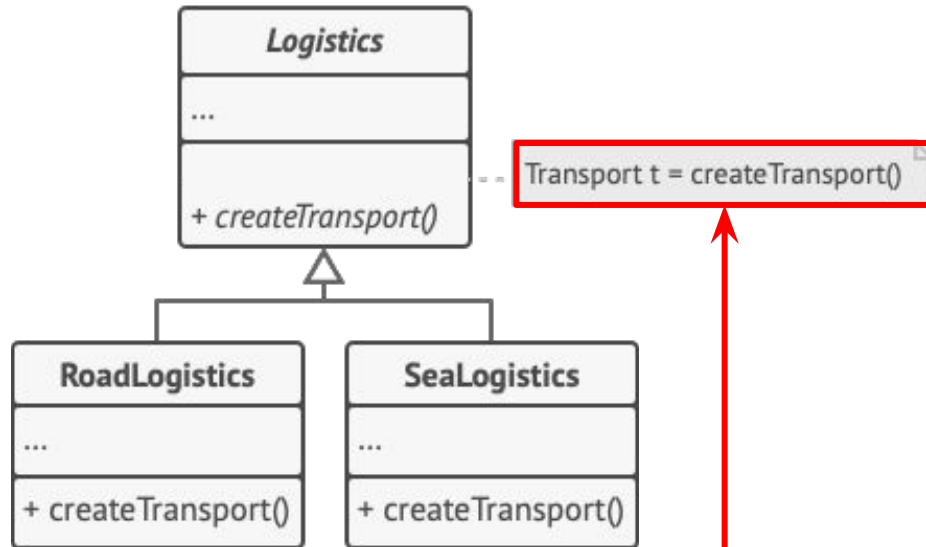 Logistics
...
+ createTransport()
Transport t = createTransport()
RoadLogistics
...
+ createTransport()
SeaLogistics
...
+ createTransport()